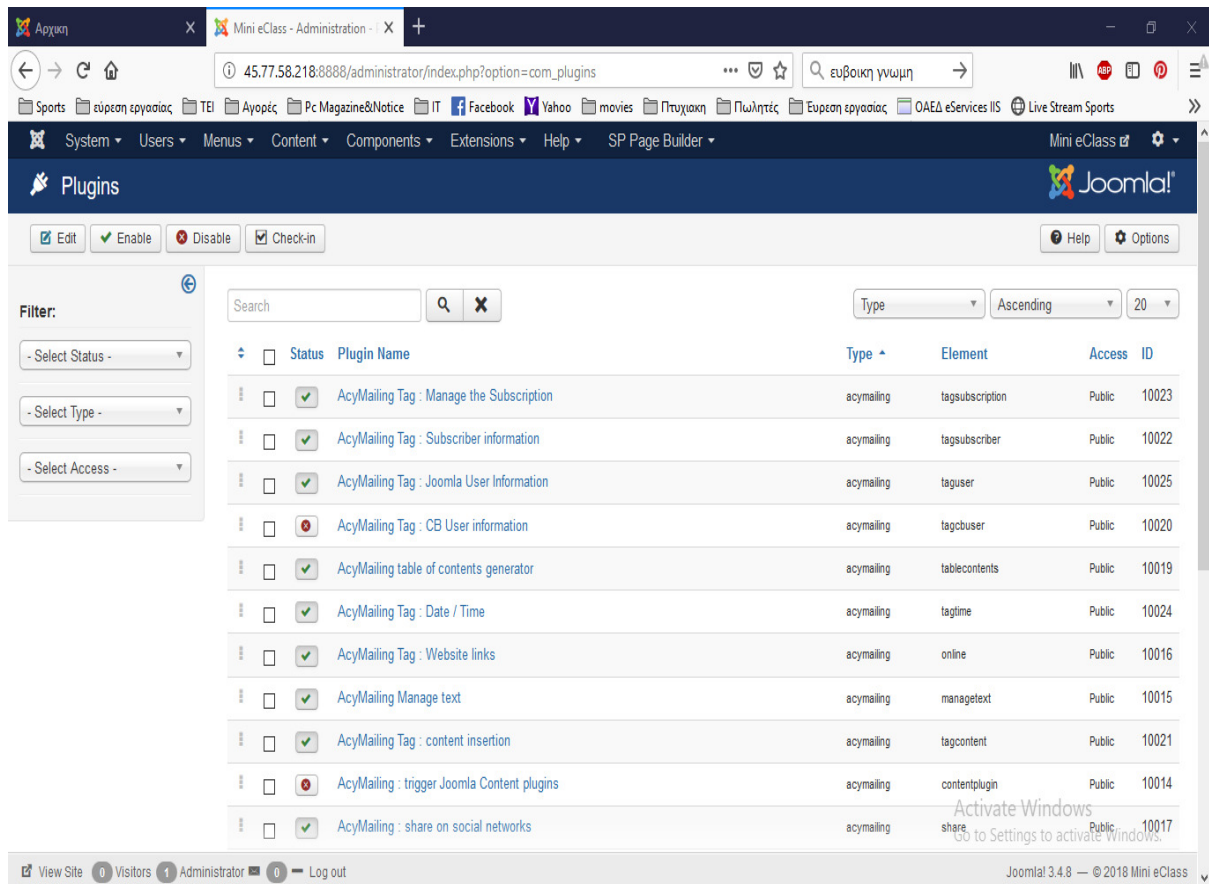 Αρχικη
Mini eClass - Administration -
45.77.58.218:8888/administrator/index.php?option=com_plugins
ευβοικη γνωμη
ABP
Sports εύρεση εργασίας TEI Αγορές Pc Magazine&Notice IT Facebook Yahoo movies Πτυχιακη Πωλητές Έυρεση εργασίας ΟΑΕΔ eServices IIS Live Stream Sports
System Users Menus Content Components Extensions Help SP Page Builder Mini eClass
Plugins Joomla!
Edit Enable Disable Check-in Help Options
Filter:
- Select Status -
- Select Type -
- Select Access -
Search Type Ascending 20
Status Plugin Name Type Element Access ID
AcyMailing Tag : Manage the Subscription acymailing tagsubscription Public 10023
AcyMailing Tag : Subscriber information acymailing tagsubscriber Public 10022
AcyMailing Tag : Joomla User Information acymailing taguser Public 10025
AcyMailing Tag : CB User information acymailing tagcbuser Public 10020
AcyMailing table of contents generator acymailing tablecontents Public 10019
AcyMailing Tag : Date / Time acymailing tagtime Public 10024
AcyMailing Tag : Website links acymailing online Public 10016
AcyMailing Manage text acymailing managetext Public 10015
AcyMailing Tag : content insertion acymailing tagcontent Public 10021
AcyMailing : trigger Joomla Content plugins acymailing contentplugin Public 10014
AcyMailing : share on social networks acymailing share Public 10017
Activate Windows
Go to Settings to activate Windows.
View Site 0 Visitors 1 Administrator 0 Log out Joomla! 3.4.8 — © 2018 Mini eClass